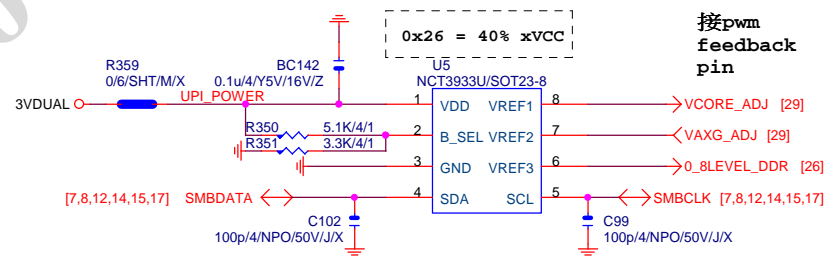 0x26 = 40% xVCC
接pwm
feedback
pin
R359
0/6/SHT/M/X
BC142
0.1u/4/Y5V/16V/Z
U5
NCT3933U/SOT23-8
3VDUAL
UPI_POWER
1
VDD
VREF1
8
VCORE_ADJ [29]
R350
5.1K/4/1
2
B_SEL
VREF2
7
VAXG_ADJ [29]
R351
3.3K/4/1
3
GND
VREF3
6
0_8LEVEL_DDR [26]
[7,8,12,14,15,17]
SMBDATA
4
SDA
SCL
5
SMBCLK [7,8,12,14,15,17]
C102
100p/4/NPO/50V/J/X
C99
100p/4/NPO/50V/J/X